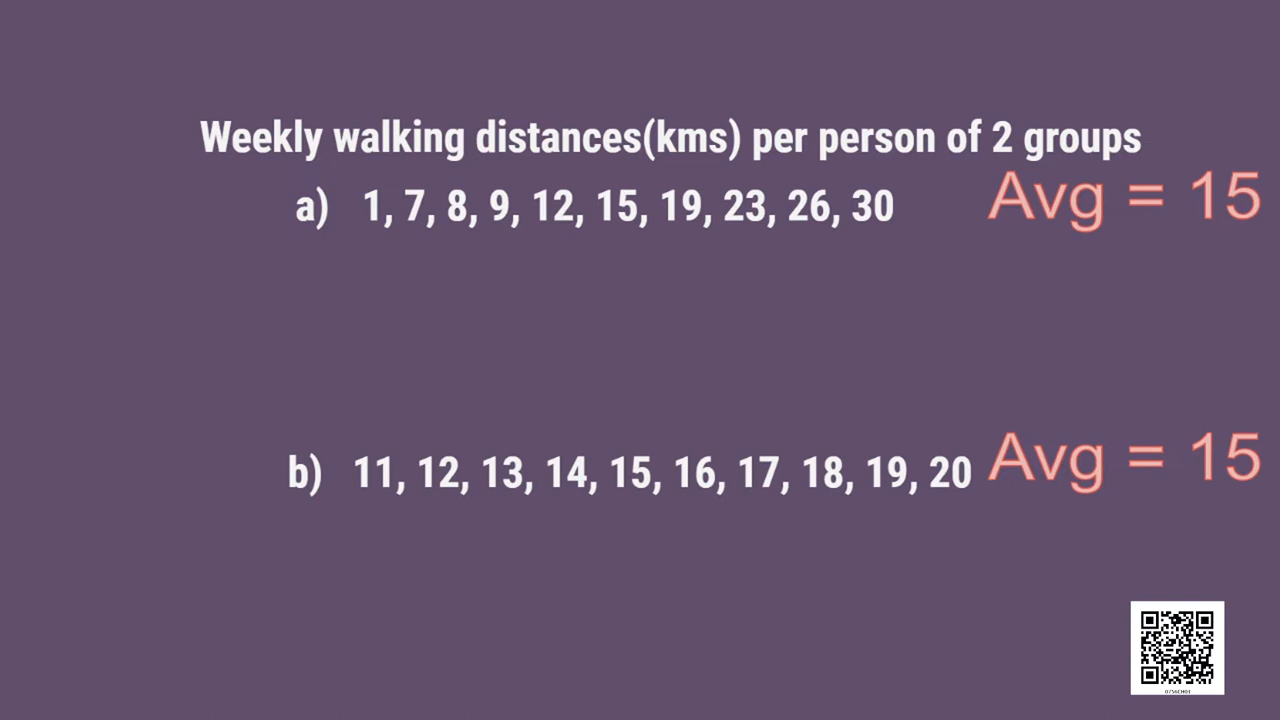 Weekly walking distances(kms) per person of 2 groups
a) 1, 7, 8, 9, 12, 15, 19, 23, 26, 30 Avg = 15
b) 11, 12, 13, 14, 15, 16, 17, 18, 19, 20 Avg = 15